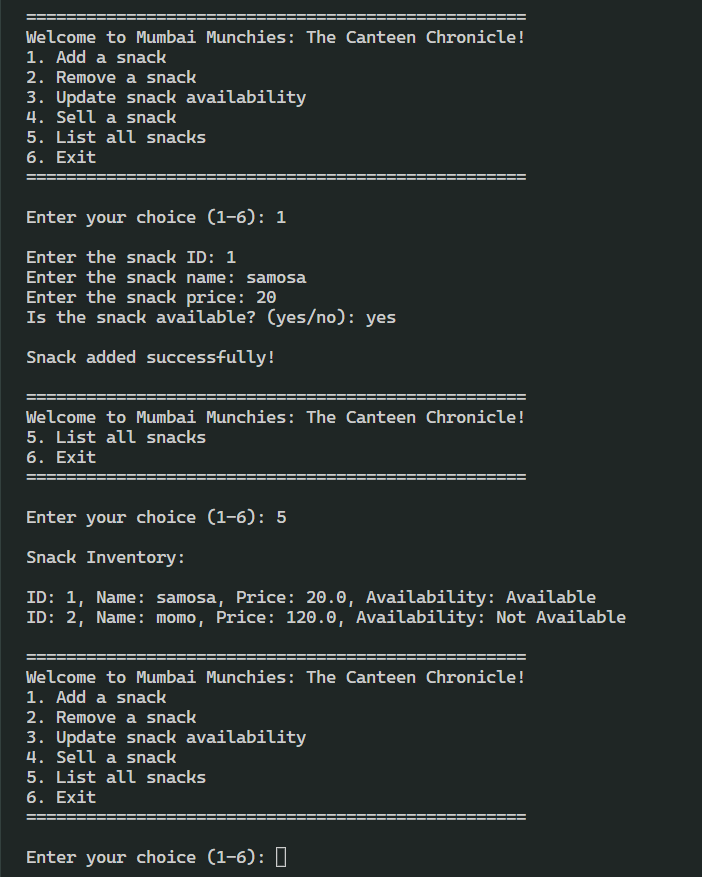 ==================================================
Welcome to Mumbai Munchies: The Canteen Chronicle!
1. Add a snack
2. Remove a snack
3. Update snack availability
4. Sell a snack
5. List all snacks
6. Exit
==================================================
Enter your choice (1-6): 1
Enter the snack ID: 1
Enter the snack name: samosa
Enter the snack price: 20
Is the snack available? (yes/no): yes
Snack added successfully!
==================================================
Welcome to Mumbai Munchies: The Canteen Chronicle!
5. List all snacks
6. Exit
==================================================
Enter your choice (1-6): 5
Snack Inventory:
ID: 1, Name: samosa, Price: 20.0, Availability: Available
ID: 2, Name: momo, Price: 120.0, Availability: Not Available
==================================================
Welcome to Mumbai Munchies: The Canteen Chronicle!
1. Add a snack
2. Remove a snack
3. Update snack availability
4. Sell a snack
5. List all snacks
6. Exit
==================================================
Enter your choice (1-6):